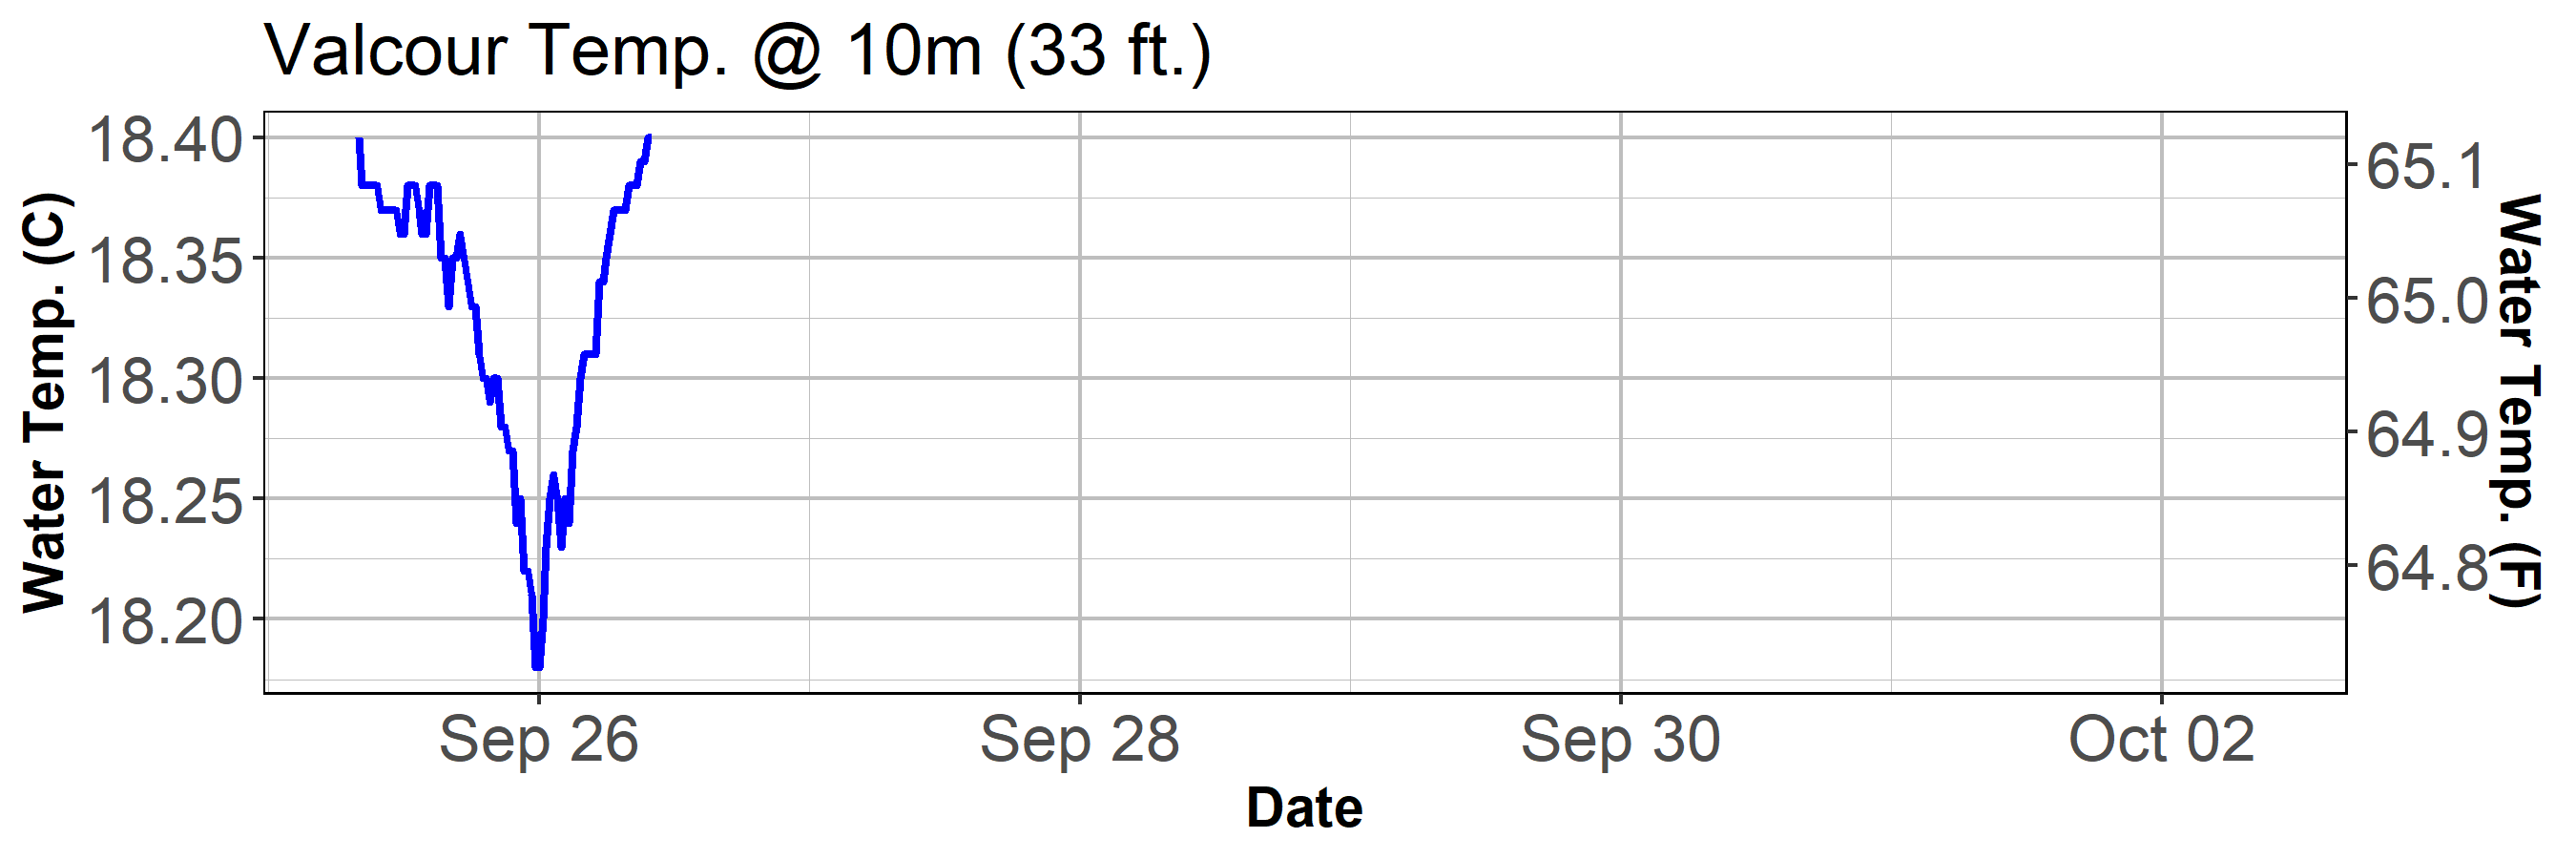 Valcour Temp. @ 10m (33 ft.)
Water Temp. (C)
18.40
18.35
18.30
18.25
18.20
65.1
65.0
64.9
64.8
Water Temp. (F)
Sep 26
Sep 28
Sep 30
Oct 02
Date